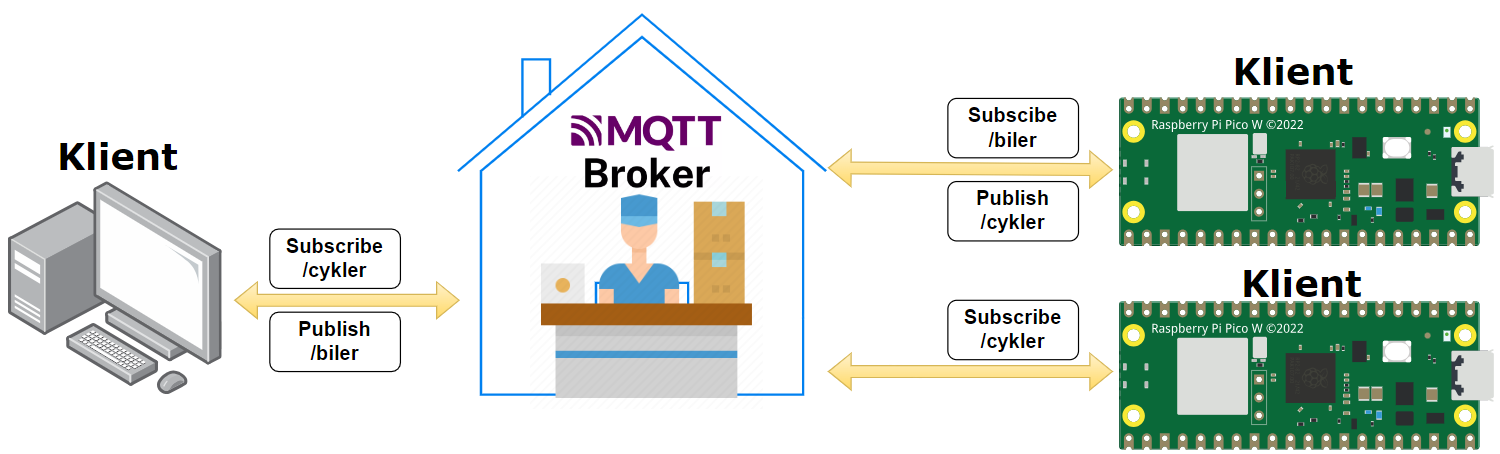 Klient
Subscribe
/cykler
Publish
/biler
MQTT
Broker
Subscibe
/biler
Publish
/cykler
Klient
Raspberry Pi Pico W ©2022
Subscribe
/cykler
Klient
Raspberry Pi Pico W ©2022